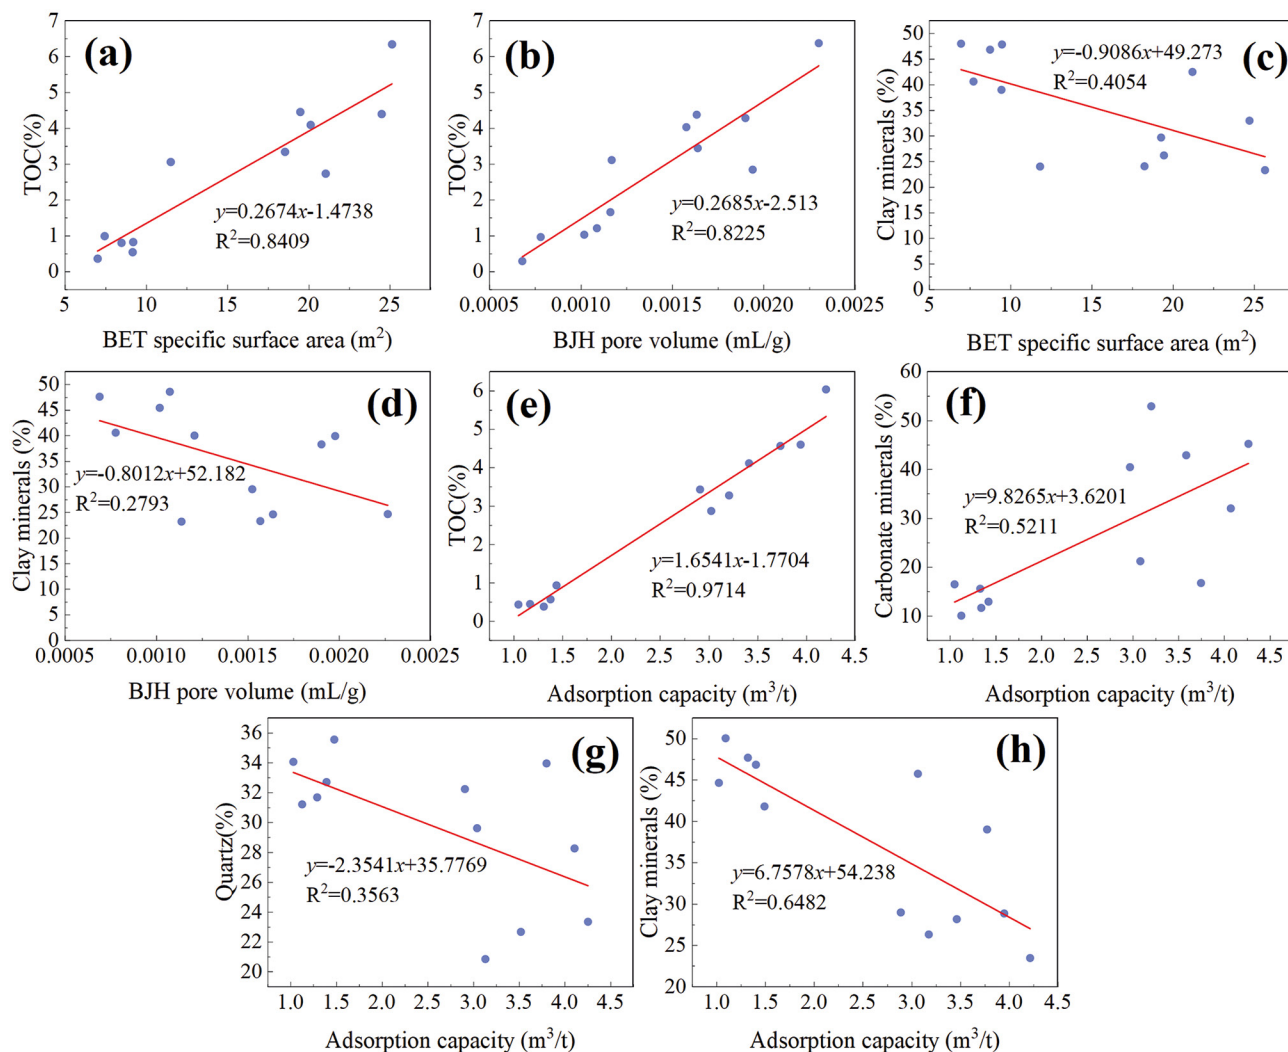 (a)
7
6
5
4
3
2
1
0
TOC(%)
y=0.2674x-1.4738
R²=0.8409
5 10 15 20 25
BET specific surface area (m²)
(b)
7
6
5
4
3
2
1
0
TOC(%)
y=0.2685x-2.513
R²=0.8225
0.0005 0.0010 0.0015 0.0020 0.0025
BJH pore volume (mL/g)
(c)
50
45
40
35
30
25
20
15
10
5
0
Clay minerals (%)
y=-0.9086x+49.273
R²=0.4054
5 10 15 20 25
BET specific surface area (m²)
(d)
50
45
40
35
30
25
20
15
10
5
0
Clay minerals (%)
y=-0.8012x+52.182
R²=0.2793
0.0005 0.0010 0.0015 0.0020 0.0025
BJH pore volume (mL/g)
(e)
6
5
4
3
2
1
0
TOC(%)
y=1.6541x-1.7704
R²=0.9714
1.0 1.5 2.0 2.5 3.0 3.5 4.0 4.5
Adsorption capacity (m³/t)
(f)
60
50
40
30
20
10
Carbonate minerals (%)
y=9.8265x+3.6201
R²=0.5211
1.0 1.5 2.0 2.5 3.0 3.5 4.0 4.5
Adsorption capacity (m³/t)
(g)
36
34
32
30
28
26
24
22
20
Quartz(%)
y=-2.3541x+35.7769
R²=0.3563
1.0 1.5 2.0 2.5 3.0 3.5 4.0 4.5
Adsorption capacity (m³/t)
(h)
50
45
40
35
30
25
20
Clay minerals (%)
y=6.7578x+54.238
R²=0.6482
1.0 1.5 2.0 2.5 3.0 3.5 4.0 4.5
Adsorption capacity (m³/t)